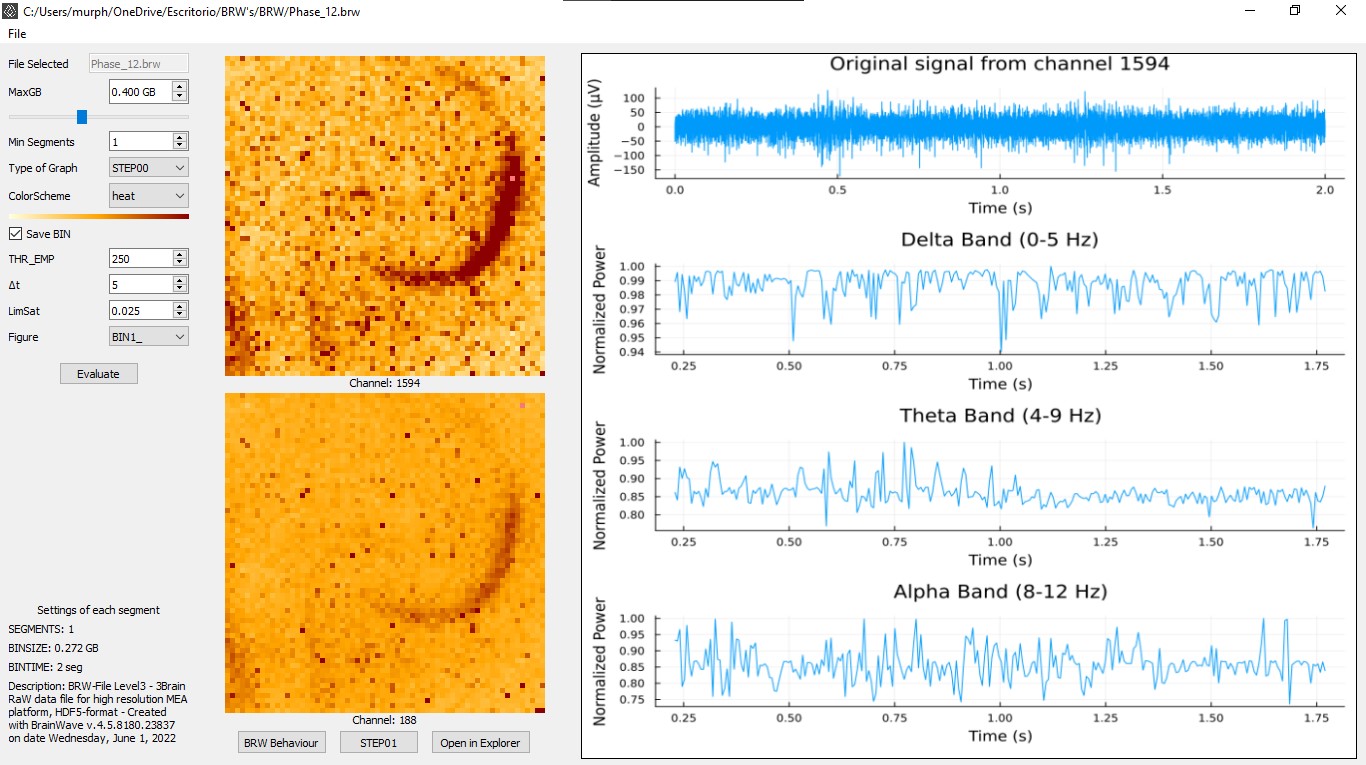 C:/Users/murph/OneDrive/Escritorio/BRW's/BRW/Phase_12.brw
File
File Selected
Phase_12.brw
MaxGB
0.400 GB
Min Segments
1
Type of Graph
STEP00
ColorScheme
heat
Save BIN
THR_EMP
250
Δt
5
LimSat
0.025
Figure
BIN1_
Evaluate
Settings of each segment
SEGMENTS: 1
BINSIZE: 0.272 GB
BINTIME: 2 seg
Description: BRW-File Level3 - 3Brain
RaW data file for high resolution MEA
platform, HDF5-format - Created
with BrainWave v.4.5.8180.23837
on date Wednesday, June 1, 2022
Channel: 1594
Channel: 188
BRW Behaviour
STEP01
Open in Explorer
Original signal from channel 1594
Amplitude (μV)
100
50
0
−50
−100
−150
0.0 0.5 1.0 1.5 2.0
Time (s)
Delta Band (0-5 Hz)
Normalized Power
1.00
0.99
0.98
0.96
0.95
0.94
0.25 0.50 0.75 1.00 1.25 1.50 1.75
Time (s)
Theta Band (4-9 Hz)
Normalized Power
1.00
0.95
0.90
0.85
0.80
0.25 0.50 0.75 1.00 1.25 1.50 1.75
Time (s)
Alpha Band (8-12 Hz)
Normalized Power
1.00
0.95
0.90
0.85
0.80
0.75
0.25 0.50 0.75 1.00 1.25 1.50 1.75
Time (s)